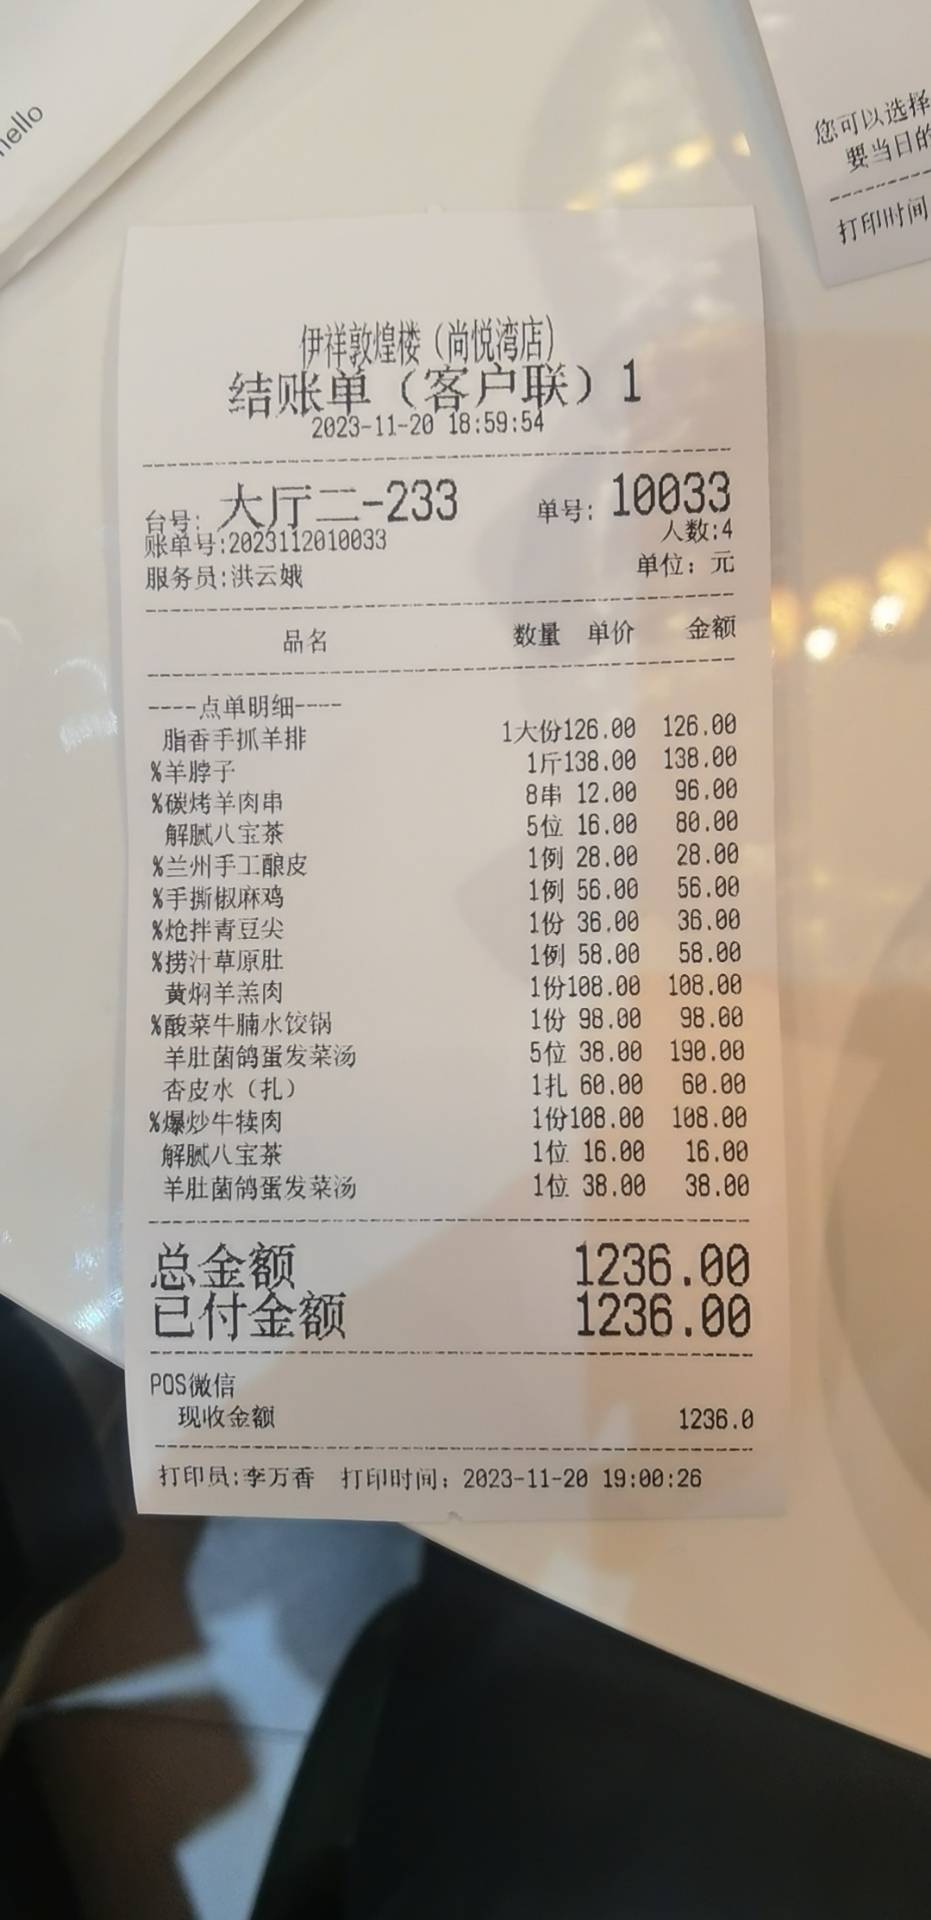 hello
您可以选择
要当日的
打印时间
伊祥敦煌楼（尚悦湾店）
结账单（客户联）1
2023-11-20 18:59:54
台号: 大厅二-233 单号: 10033
账单号:2023112010033 人数:4
服务员:洪云娥 单位: 元
品名 数量 单价 金额
----点单明细----
脂香手抓羊排 1大份126.00 126.00
%羊脖子 1斤138.00 138.00
%碳烤羊肉串 8串 12.00 96.00
解腻八宝茶 5位 16.00 80.00
%兰州手工酿皮 1例 28.00 28.00
%手撕椒麻鸡 1例 56.00 56.00
%炝拌青豆尖 1份 36.00 36.00
%捞汁草原肚 1例 58.00 58.00
黄焖羊羔肉 1份108.00 108.00
%酸菜牛腩水饺锅 1份 98.00 98.00
羊肚菌鸽蛋发菜汤 5位 38.00 190.00
杏皮水（扎） 1扎 60.00 60.00
%爆炒牛犊肉 1份108.00 108.00
解腻八宝茶 1位 16.00 16.00
羊肚菌鸽蛋发菜汤 1位 38.00 38.00
总金额 1236.00
已付金额 1236.00
POS微信
现收金额 1236.0
打印员:李万香 打印时间: 2023-11-20 19:00:26